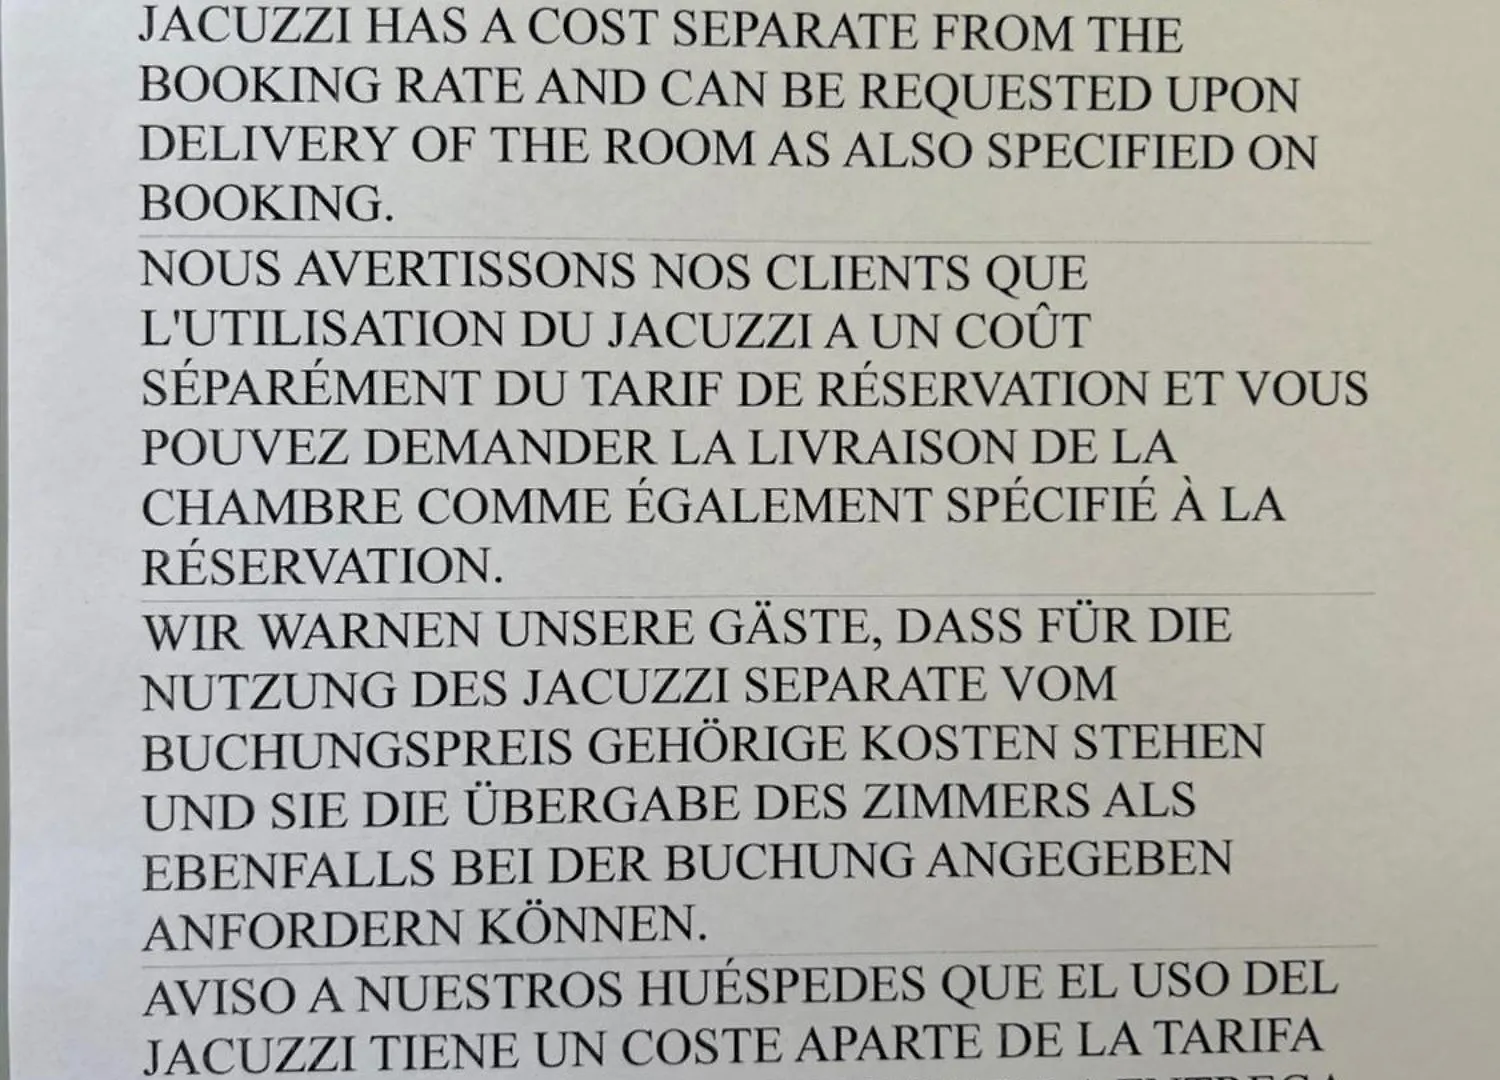 JACUZZI HAS A COST SEPARATE FROM THE
BOOKING RATE AND CAN BE REQUESTED UPON
DELIVERY OF THE ROOM AS ALSO SPECIFIED ON
BOOKING.
NOUS AVERTISSONS NOS CLIENTS QUE
L'UTILISATION DU JACUZZI A UN COÛT
SÉPARÉMENT DU TARIF DE RÉSERVATION ET VOUS
POUVEZ DEMANDER LA LIVRAISON DE LA
CHAMBRE COMME ÉGALEMENT SPÉCIFIÉ À LA
RÉSERVATION.
WIR WARNEN UNSERE GÄSTE, DASS FÜR DIE
NUTZUNG DES JACUZZI SEPARATE VOM
BUCHUNGSPREIS GEHÖRIGE KOSTEN STEHEN
UND SIE DIE ÜBERGABE DES ZIMMERS ALS
EBENFALLS BEI DER BUCHUNG ANGEGEBEN
ANFORDERN KÖNNEN.
AVISO A NUESTROS HUÉSPEDES QUE EL USO DEL
JACUZZI TIENE UN COSTE APARTE DE LA TARIFA